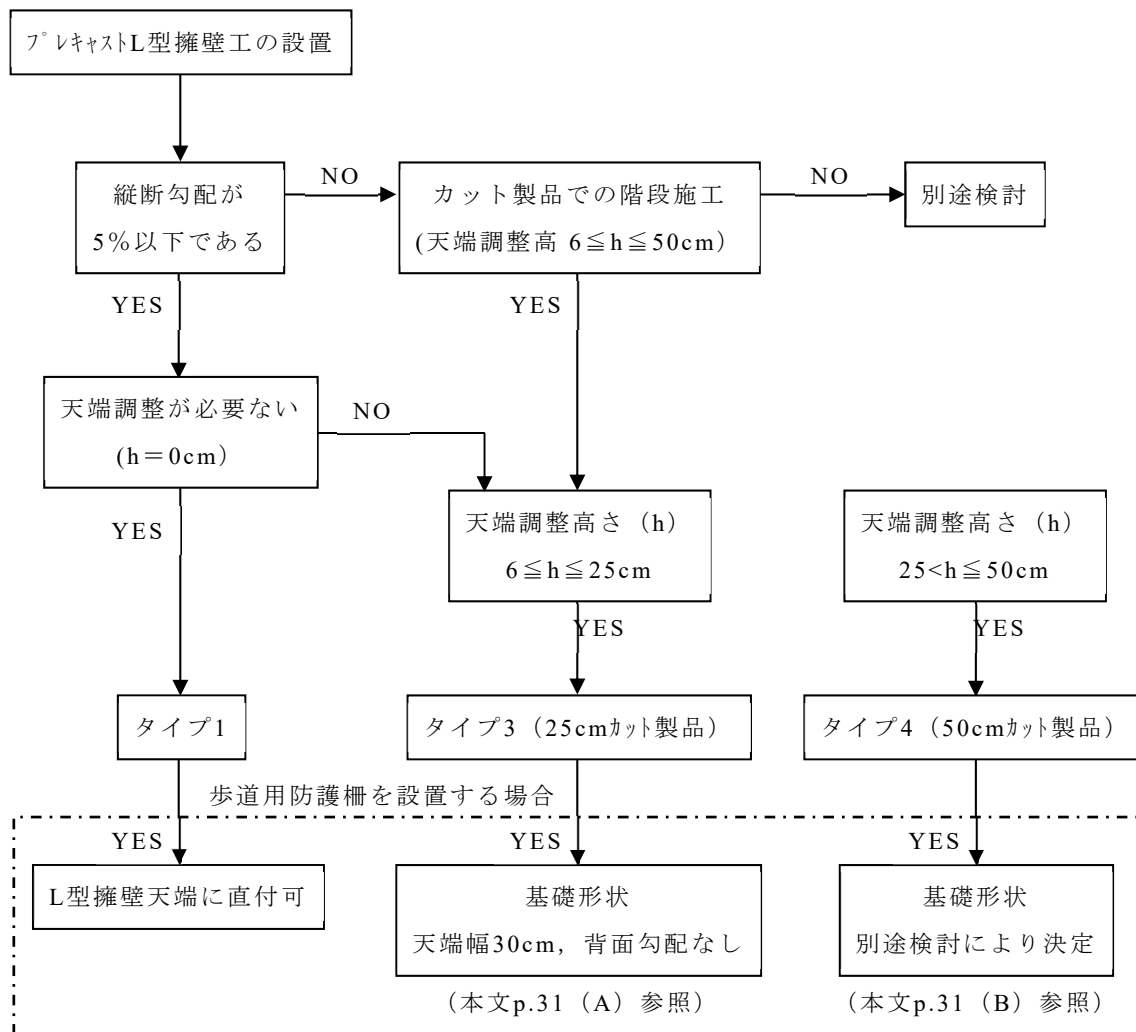 プレキャストL型擁壁工の設置
縦断勾配が
5%以下である
NO
カット製品での階段施工
(天端調整高 6≦h≦50cm)
NO
別途検討
YES
YES
天端調整が必要ない
(h＝0cm)
NO
YES
天端調整高さ（h）
6≦h≦25cm
天端調整高さ（h）
25<h≦50cm
YES
YES
タイプ1
タイプ3（25cmカット製品）
タイプ4（50cmカット製品）
歩道用防護柵を設置する場合
YES
YES
YES
L型擁壁天端に直付可
基礎形状
天端幅30cm，背面勾配なし
基礎形状
別途検討により決定
（本文p.31（A）参照）
（本文p.31（B）参照）